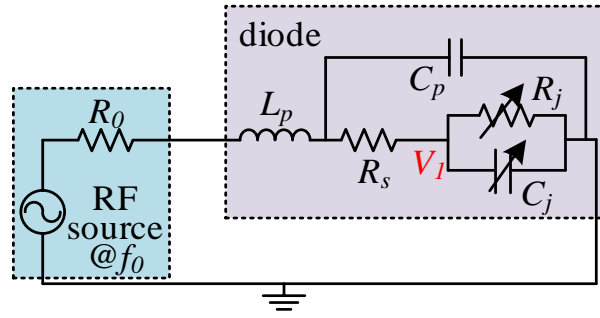 diode
C_p
R_0
L_p
R_j
R_s
V_1
C_j
RF
source
@f_0